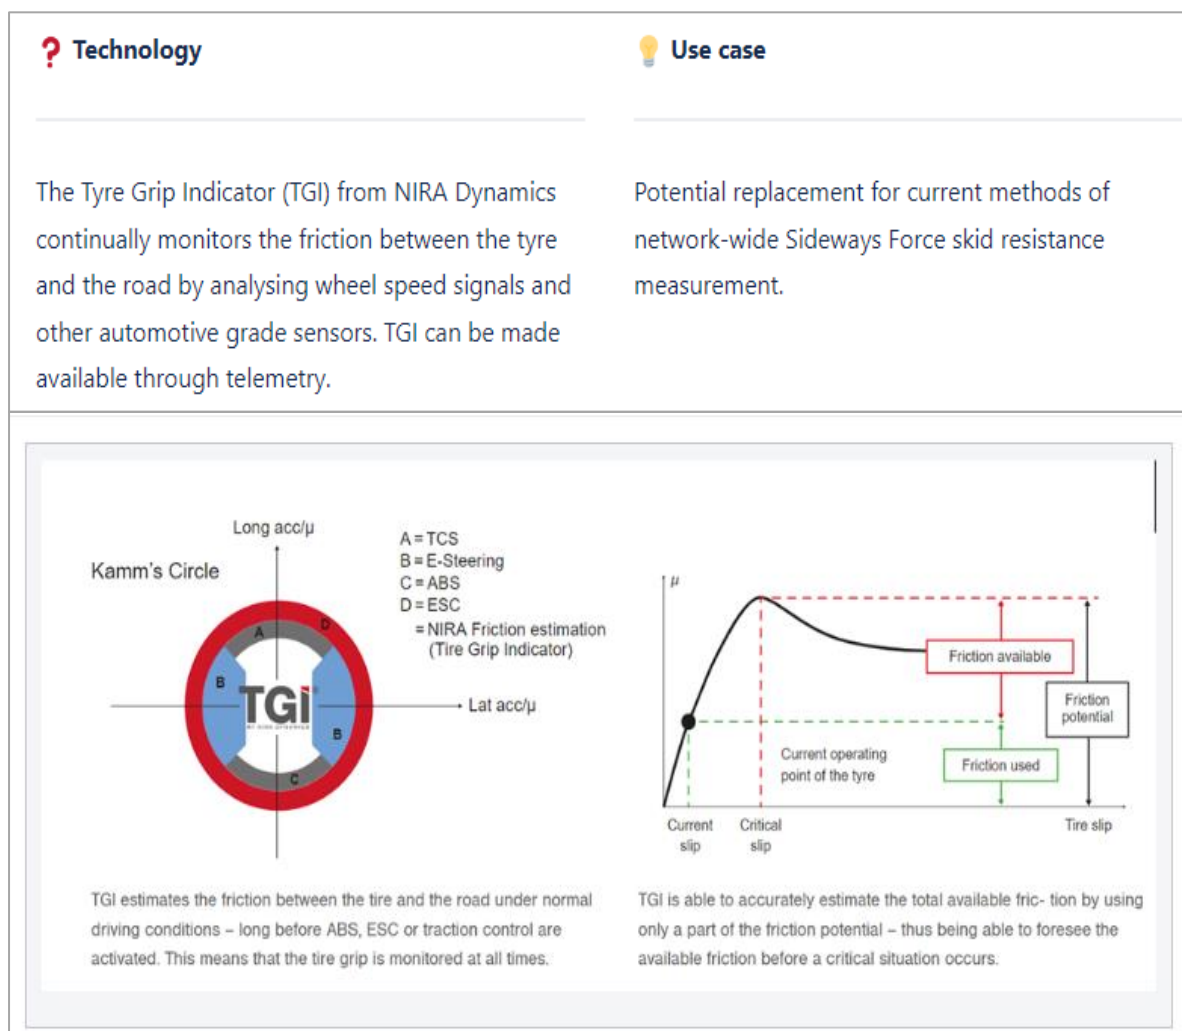 Technology
The Tyre Grip Indicator (TGI) from NIRA Dynamics
continually monitors the friction between the tyre
and the road by analysing wheel speed signals and
other automotive grade sensors. TGI can be made
available through telemetry.
Use case
Potential replacement for current methods of
network-wide Sideways Force skid resistance
measurement.
Long acc/μ
Kamm's Circle
A = TCS
B = E-Steering
C = ABS
D = ESC
= NIRA Friction estimation
(Tire Grip Indicator)
A
D
B
TGI
B
C
Lat acc/μ
TGI estimates the friction between the tire and the road under normal
driving conditions – long before ABS, ESC or traction control are
activated. This means that the tire grip is monitored at all times.
μ
Friction available
Friction
potential
Current operating
point of the tyre
Friction used
Current
slip
Critical
slip
Tire slip
TGI is able to accurately estimate the total available fric- tion by using
only a part of the friction potential – thus being able to foresee the
available friction before a critical situation occurs.